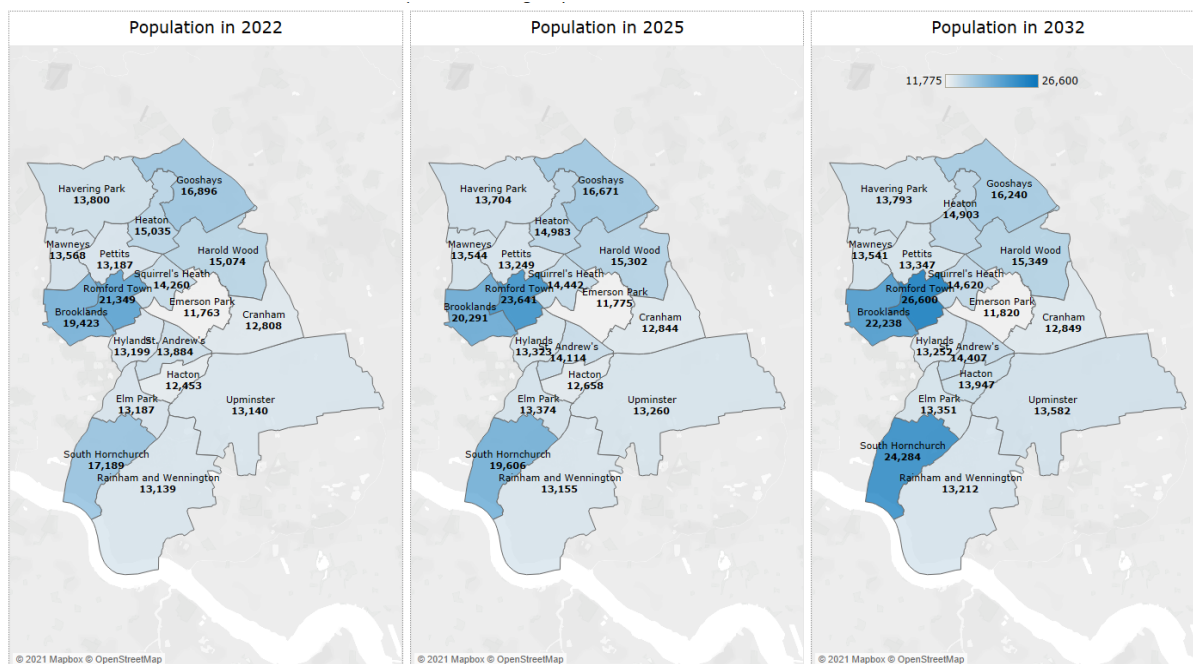 Population in 2022
Havering Park
13,800
Gooshays
16,896
Heaton
15,035
Mawneys
13,568
Pettits
13,187
Harold Wood
15,074
Squirrel's Heath
14,260
Romford Town
21,349
Emerson Park
11,763
Brooklands
19,423
Cranham
12,808
Hylands
13,199
St. Andrew's
13,884
Hacton
12,453
Elm Park
13,187
Upminster
13,140
South Hornchurch
17,189
Rainham and Wennington
13,139
© 2021 Mapbox © OpenStreetMap
Population in 2025
Havering Park
13,704
Gooshays
16,671
Heaton
14,983
Mawneys
13,544
Pettits
13,249
Harold Wood
15,302
Squirrel's Heath
14,442
Romford Town
23,641
Emerson Park
11,775
Brooklands
20,291
Cranham
12,844
Hylands
13,323
St. Andrew's
14,114
Hacton
12,658
Elm Park
13,374
Upminster
13,260
South Hornchurch
19,606
Rainham and Wennington
13,155
© 2021 Mapbox © OpenStreetMap
Population in 2032
11,775 26,600
Havering Park
13,793
Gooshays
16,240
Heaton
14,903
Mawneys
13,541
Pettits
13,347
Harold Wood
15,349
Squirrel's Heath
14,620
Romford Town
26,600
Emerson Park
11,820
Brooklands
22,238
Cranham
12,849
Hylands
13,252
St. Andrew's
14,407
Hacton
13,947
Elm Park
13,351
Upminster
13,582
South Hornchurch
24,284
Rainham and Wennington
13,212
© 2021 Mapbox © OpenStreetMap